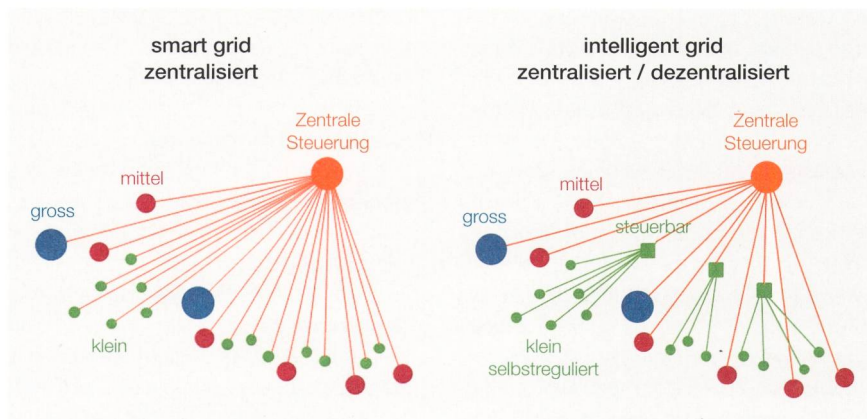 smart grid
zentralisiert
intelligent grid
zentralisiert / dezentralisiert
Zentrale
Steuerung
mittel
gross
klein
Zentrale
Steuerung
mittel
gross
steuerbar
klein
selbstreguliert